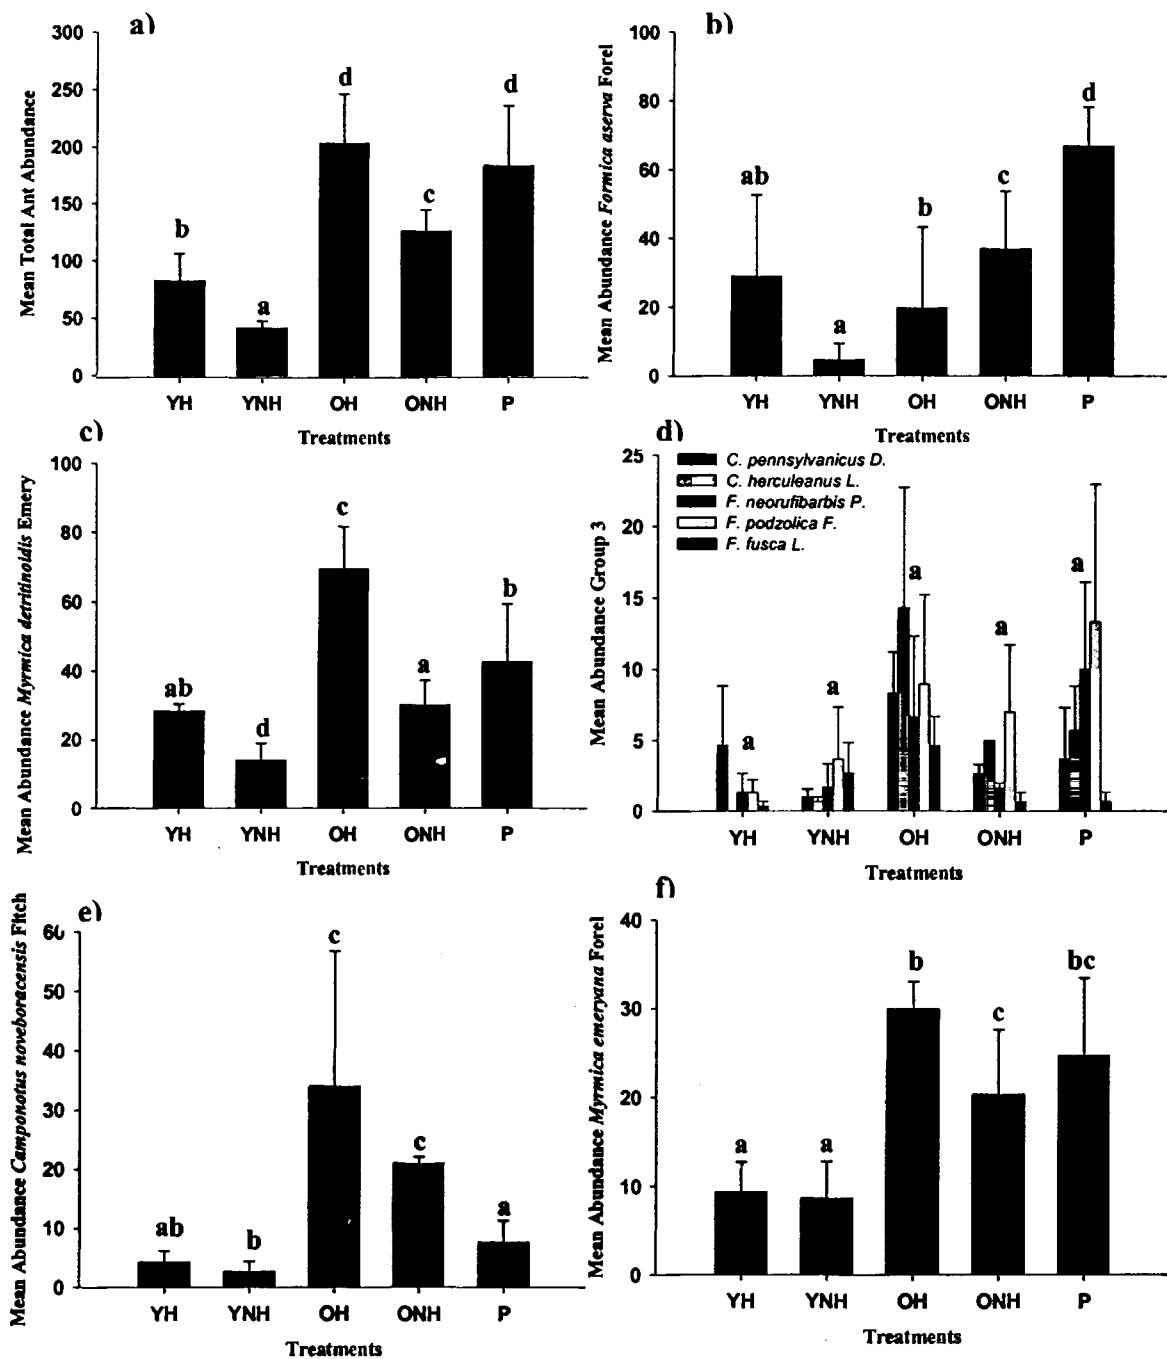 a)
Mean Total Ant Abundance
300
250
200
150
100
50
0
b
a
d
c
d
YH YNH OH ONH P
Treatments
b)
Mean Abundance Formica aserva Forel
100
80
60
40
20
0
ab
a
b
c
d
YH YNH OH ONH P
Treatments
c)
Mean Abundance Myrmica detritinoidis Emery
100
80
60
40
20
0
ab
d
c
a
b
YH YNH OH ONH P
Treatments
d)
Mean Abundance Group 3
25
20
15
10
5
0
C. pennsylvanicus D.
C. herculeanus L.
F. neorufibarbis P.
F. podzolica F.
F. fusca L.
a
a
a
a
a
YH YNH OH ONH P
Treatments
e)
Mean Abundance Camponotus noveboracensis Fitch
60
50
40
30
20
10
0
ab
b
c
c
a
YH YNH OH ONH P
Treatments
f)
Mean Abundance Myrmica emeryana Forel
40
30
20
10
0
a
a
b
c
bc
YH YNH OH ONH P
Treatments